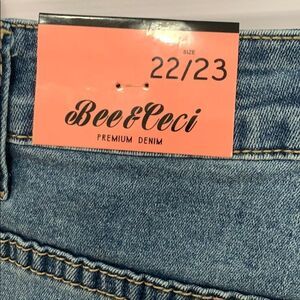 SIZE
22/23
Bee&Ceci
PREMIUM DENIM